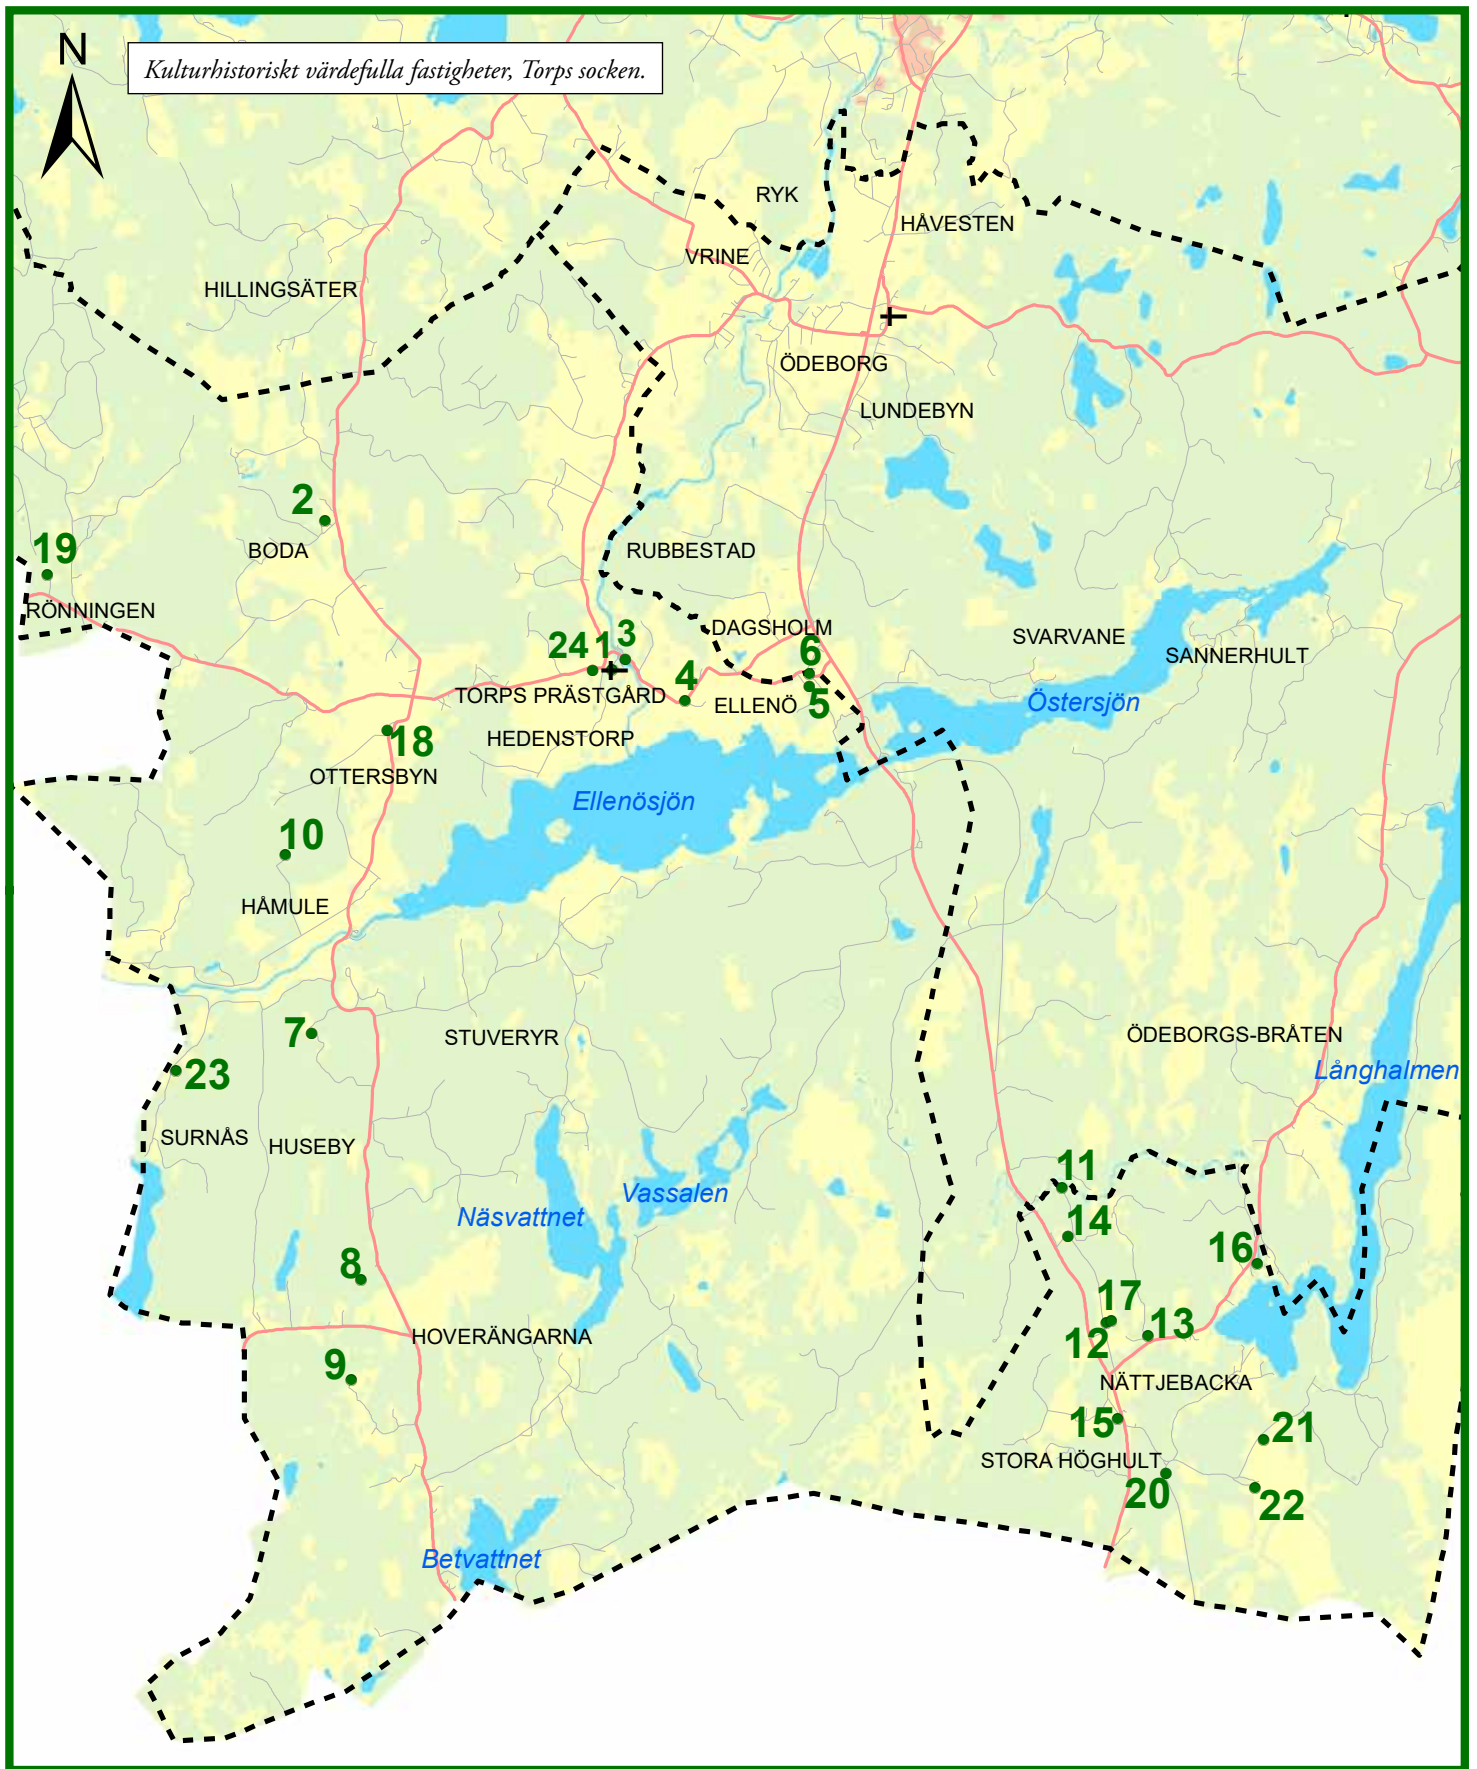 N
Kulturhistoriskt värdefulla fastigheter, Torps socken.
RYK
HÅVESTEN
VRINE
HILLINGSÄTER
ÖDEBORG
LUNDEBYN
2
BODA
19
RUBBESTAD
RÖNNINGEN
DAGSHOLM
SVARVANE
SANNERHULT
24
1
3
6
4
5
TORPS PRÄSTGÅRD
ELLENÖ
Östersjön
18
HEDENSTORP
OTTERSBYN
Ellenösjön
10
HÅMULE
7
STUVERYR
ÖDEBORGS-BRÅTEN
Långhalmen
23
SURNÅS
HUSEBY
11
Vassalen
Näsvattnet
14
16
8
17
13
12
HOVERÄNGARNA
9
NÄTTJEBACKA
15
21
STORA HÖGHULT
20
22
Betvattnet